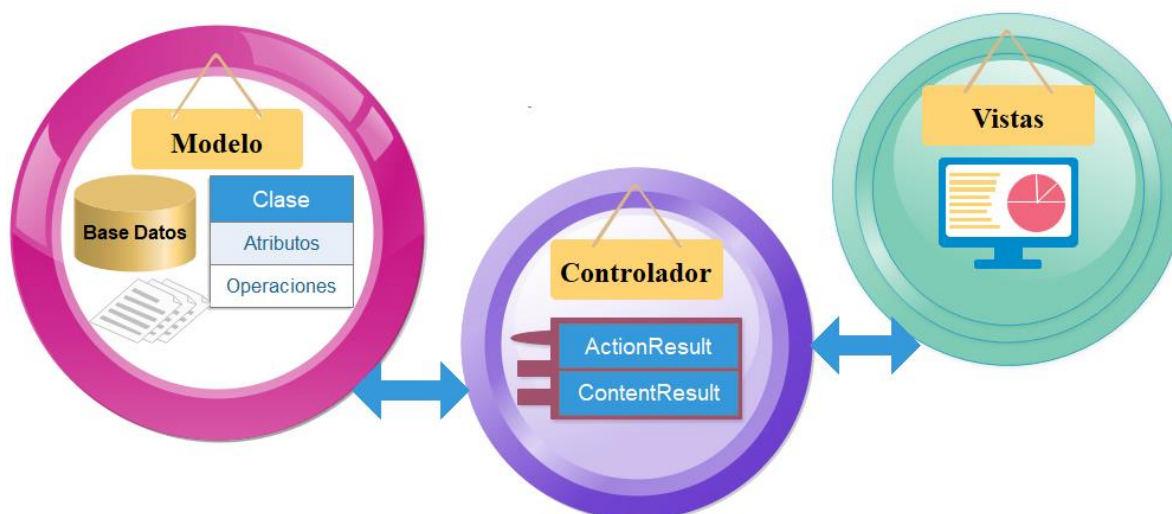 Modelo
Base Datos
Clase
Atributos
Operaciones
Controlador
ActionResult
ContentResult
Vistas